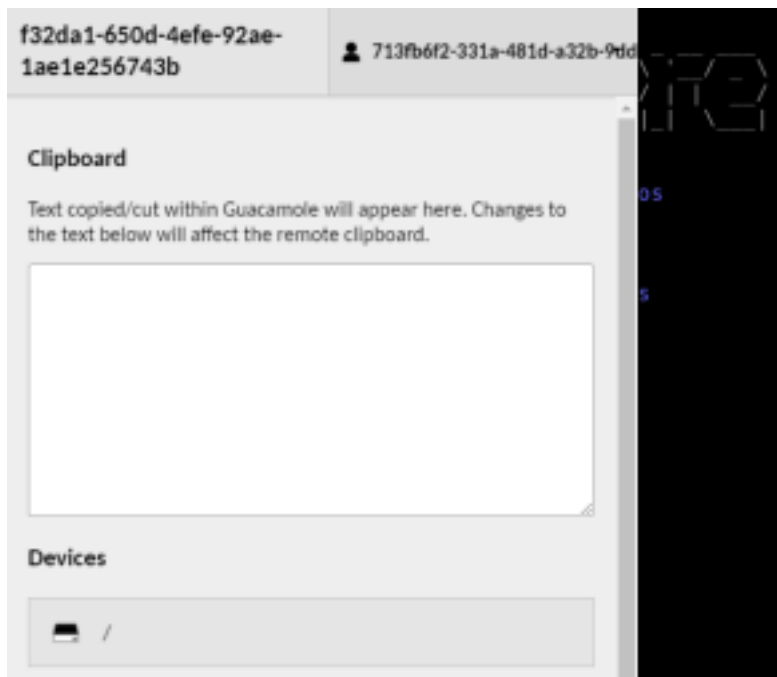 f32da1-650d-4efe-92ae-
1ae1e256743b
713fb6f2-331a-481d-a32b-9dd
Clipboard
Text copied/cut within Guacamole will appear here. Changes to
the text below will affect the remote clipboard.
Devices
/
os
s